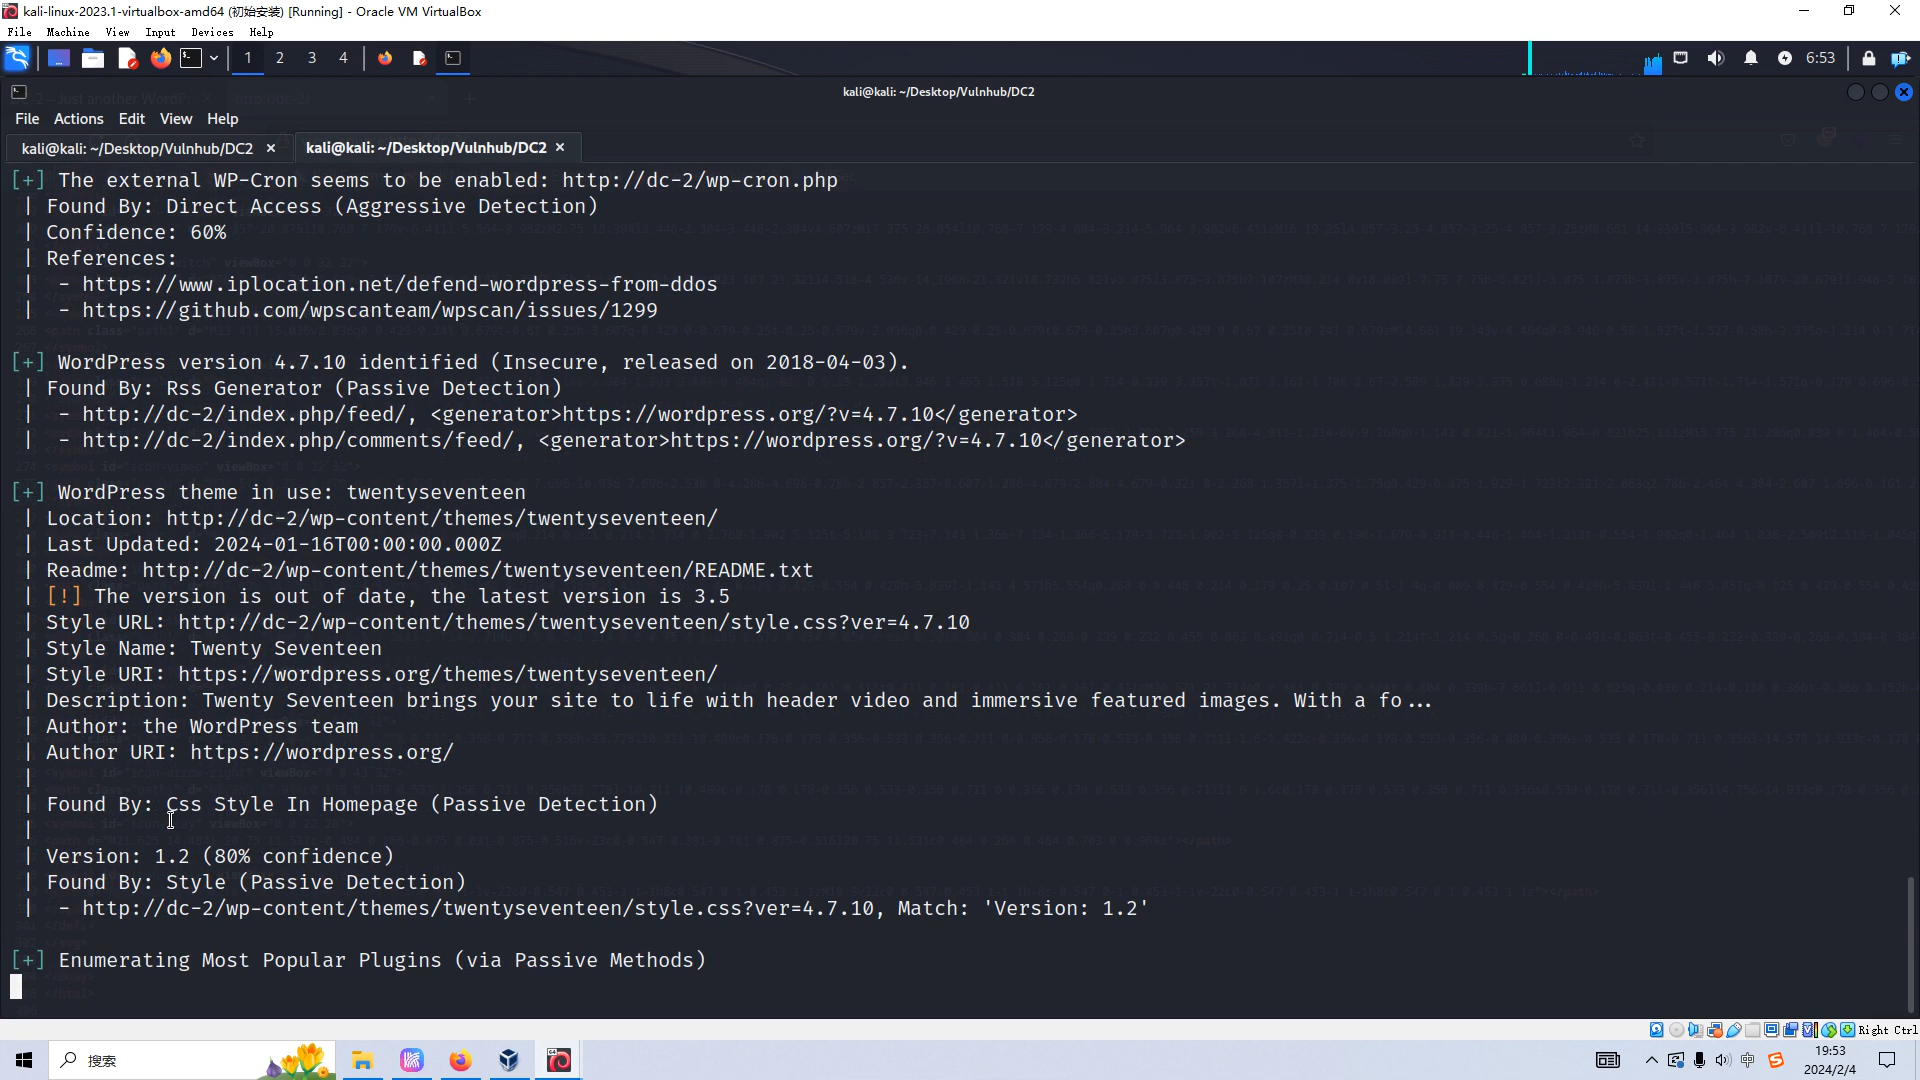 kali-linux-2023.1-virtualbox-amd64 (初始安装) [Running] - Oracle VM VirtualBox
File Machine View Input Devices Help
1 2 3 4 6:53
kali@kali: ~/Desktop/Vulnhub/DC2
File Actions Edit View Help
kali@kali: ~/Desktop/Vulnhub/DC2 × kali@kali: ~/Desktop/Vulnhub/DC2 ×
[+] The external WP-Cron seems to be enabled: http://dc-2/wp-cron.php
| Found By: Direct Access (Aggressive Detection)
| Confidence: 60%
| References:
|  - https://www.iplocation.net/defend-wordpress-from-ddos
|  - https://github.com/wpscanteam/wpscan/issues/1299
[+] WordPress version 4.7.10 identified (Insecure, released on 2018-04-03).
| Found By: Rss Generator (Passive Detection)
|  - http://dc-2/index.php/feed/, <generator>https://wordpress.org/?v=4.7.10</generator>
|  - http://dc-2/index.php/comments/feed/, <generator>https://wordpress.org/?v=4.7.10</generator>
[+] WordPress theme in use: twentyseventeen
| Location: http://dc-2/wp-content/themes/twentyseventeen/
| Last Updated: 2024-01-16T00:00:00.000Z
| Readme: http://dc-2/wp-content/themes/twentyseventeen/README.txt
| [!] The version is out of date, the latest version is 3.5
| Style URL: http://dc-2/wp-content/themes/twentyseventeen/style.css?ver=4.7.10
| Style Name: Twenty Seventeen
| Style URI: https://wordpress.org/themes/twentyseventeen/
| Description: Twenty Seventeen brings your site to life with header video and immersive featured images. With a fo...
| Author: the WordPress team
| Author URI: https://wordpress.org/
|
| Found By: Css Style In Homepage (Passive Detection)
|
| Version: 1.2 (80% confidence)
| Found By: Style (Passive Detection)
|  - http://dc-2/wp-content/themes/twentyseventeen/style.css?ver=4.7.10, Match: 'Version: 1.2'
[+] Enumerating Most Popular Plugins (via Passive Methods)
Right Ctrl
搜索
中
19:53
2024/2/4